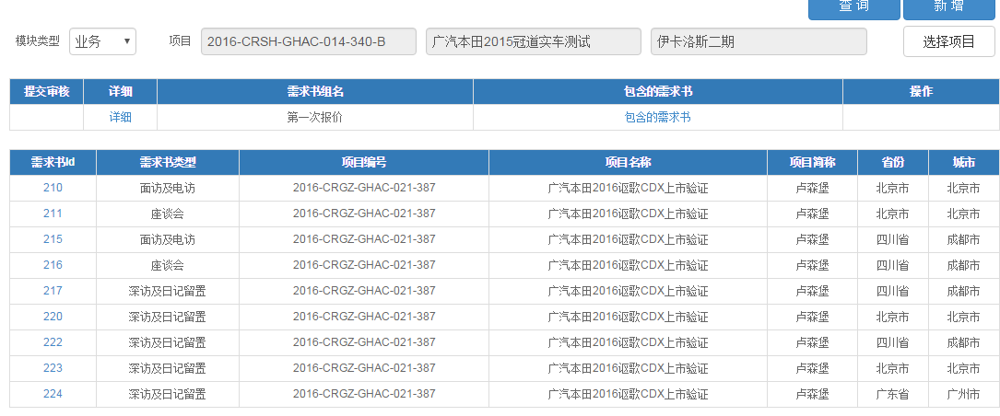 查询 新增
模块类型 业务 项目 2016-CRSH-GHAC-014-340-B 广汽本田2015冠道实车测试 伊卡洛斯二期 选择项目
提交审核 详细 需求书组名 包含的需求书 操作
详细 第一次报价 包含的需求书
需求书Id 需求书类型 项目编号 项目名称 项目简称 省份 城市
210 面访及电访 2016-CRGZ-GHAC-021-387 广汽本田2016讴歌CDX上市验证 卢森堡 北京市 北京市
211 座谈会 2016-CRGZ-GHAC-021-387 广汽本田2016讴歌CDX上市验证 卢森堡 北京市 北京市
215 面访及电访 2016-CRGZ-GHAC-021-387 广汽本田2016讴歌CDX上市验证 卢森堡 四川省 成都市
216 座谈会 2016-CRGZ-GHAC-021-387 广汽本田2016讴歌CDX上市验证 卢森堡 四川省 成都市
217 深访及日记留置 2016-CRGZ-GHAC-021-387 广汽本田2016讴歌CDX上市验证 卢森堡 四川省 成都市
220 深访及日记留置 2016-CRGZ-GHAC-021-387 广汽本田2016讴歌CDX上市验证 卢森堡 北京市 北京市
222 深访及日记留置 2016-CRGZ-GHAC-021-387 广汽本田2016讴歌CDX上市验证 卢森堡 四川省 成都市
223 深访及日记留置 2016-CRGZ-GHAC-021-387 广汽本田2016讴歌CDX上市验证 卢森堡 北京市 北京市
224 深访及日记留置 2016-CRGZ-GHAC-021-387 广汽本田2016讴歌CDX上市验证 卢森堡 广东省 广州市